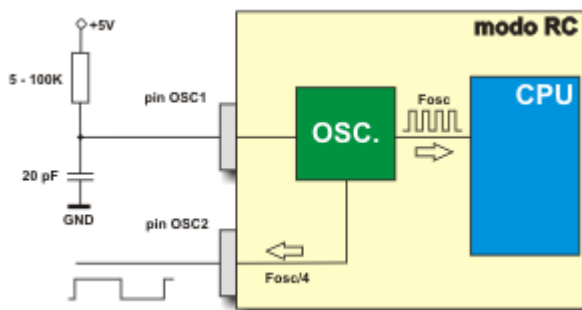 +5V
modo RC
5 - 100K
pin OSC1
Fosc
CPU
OSC.
20 pF
GND
pin OSC2
Fosc/4